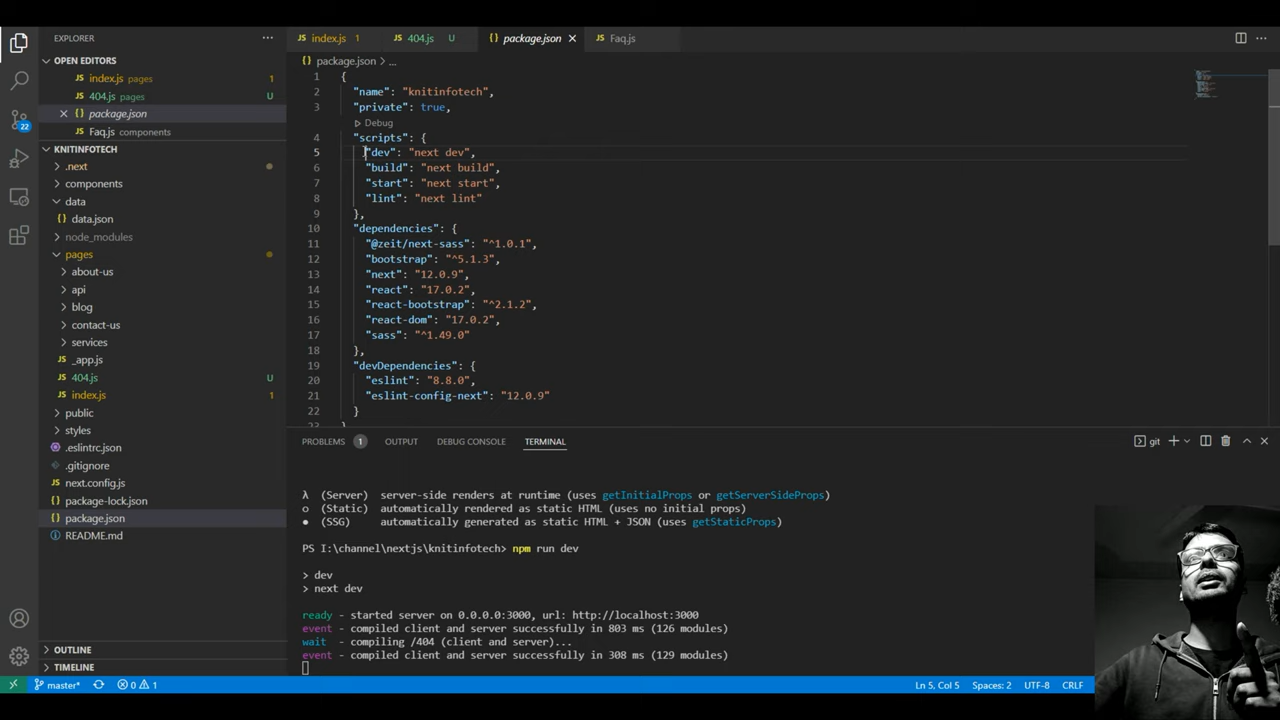 EXPLORER
OPEN EDITORS
index.js pages 1
404.js pages U
package.json
Faq.js components
KNITINFOTECH
.next
components
data
data.json
node_modules
pages
about-us
api
blog
contact-us
services
_app.js
404.js U
index.js 1
public
styles
.eslintrc.json
.gitignore
next.config.js
package-lock.json
package.json
README.md
OUTLINE
TIMELINE
22
index.js 1 404.js U package.json Faq.js
package.json > ...
1 {
2 "name": "knitinfotech",
3 "private": true,
Debug
4 "scripts": {
5 "dev": "next dev",
6 "build": "next build",
7 "start": "next start",
8 "lint": "next lint"
9 },
10 "dependencies": {
11 "@zeit/next-sass": "^1.0.1",
12 "bootstrap": "^5.1.3",
13 "next": "12.0.9",
14 "react": "17.0.2",
15 "react-bootstrap": "^2.1.2",
16 "react-dom": "17.0.2",
17 "sass": "^1.49.0"
18 },
19 "devDependencies": {
20 "eslint": "8.8.0",
21 "eslint-config-next": "12.0.9"
22 }
PROBLEMS 1 OUTPUT DEBUG CONSOLE TERMINAL git
λ (Server) server-side renders at runtime (uses getInitialProps or getServerSideProps)
○ (Static) automatically rendered as static HTML (uses no initial props)
● (SSG) automatically generated as static HTML + JSON (uses getStaticProps)
PS I:\channel\nextjs\knitinfotech> npm run dev
> dev
> next dev
ready - started server on 0.0.0.0:3000, url: http://localhost:3000
event - compiled client and server successfully in 803 ms (126 modules)
wait - compiling /404 (client and server)...
event - compiled client and server successfully in 308 ms (129 modules)
master* 0 1 Ln 5, Col 5 Spaces: 2 UTF-8 CRLF